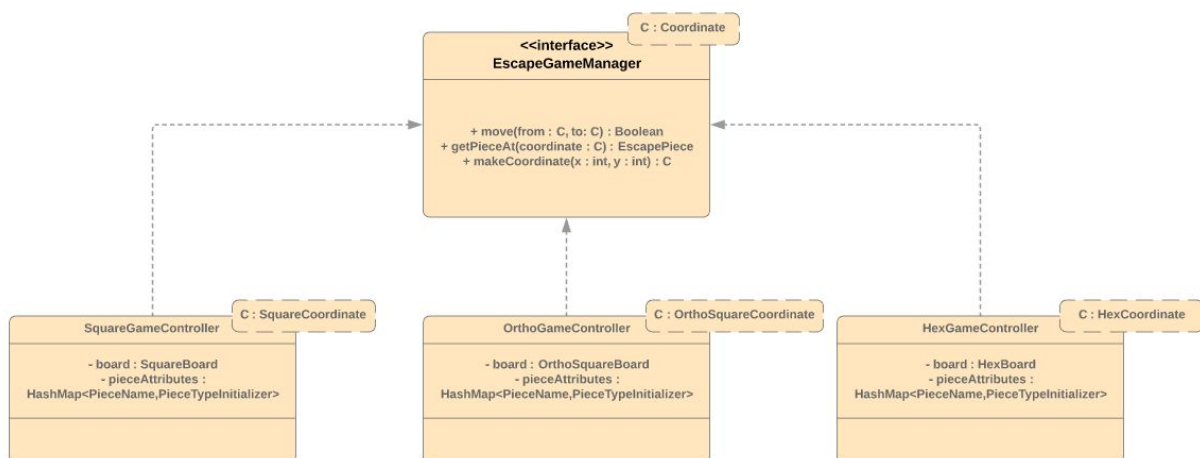 C : Coordinate
<<interface>>
EscapeGameManager
+ move(from : C, to: C) : Boolean
+ getPieceAt(coordinate : C) : EscapePiece
+ makeCoordinate(x : int, y : int) : C
C : SquareCoordinate
SquareGameController
- board : SquareBoard
- pieceAttributes :
HashMap<PieceName,PieceTypeInitializer>
C : OrthoSquareCoordinate
OrthoGameController
- board : OrthoSquareBoard
- pieceAttributes :
HashMap<PieceName,PieceTypeInitializer>
C : HexCoordinate
HexGameController
- board : HexBoard
- pieceAttributes :
HashMap<PieceName,PieceTypeInitializer>